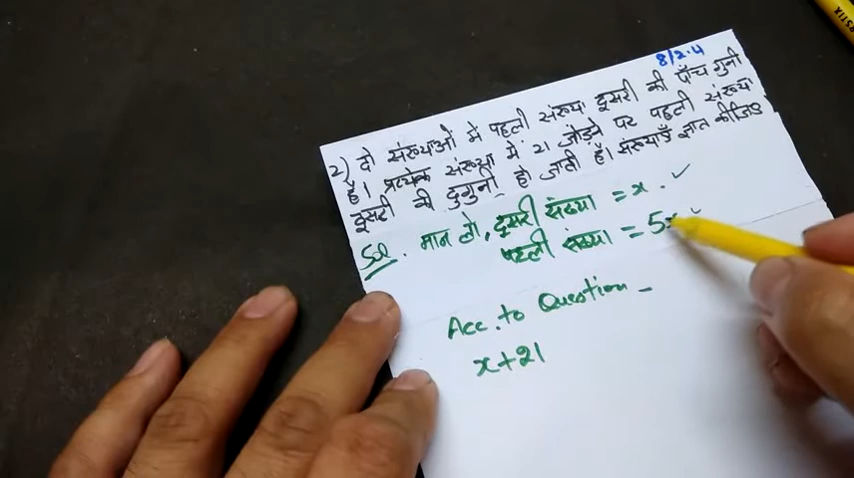 8/2.4
2) दो संख्याओं में पहली संख्या दूसरी की पाँच गुनी
है। प्रत्येक संख्या में 21 जोड़ने पर पहली संख्या
दूसरी की दुगुनी हो जाती है। संख्याएँ ज्ञात कीजिए
Sol. मान लो, दूसरी संख्या = x. ✓
पहली संख्या = 5x
Acc. to Question -
x+21